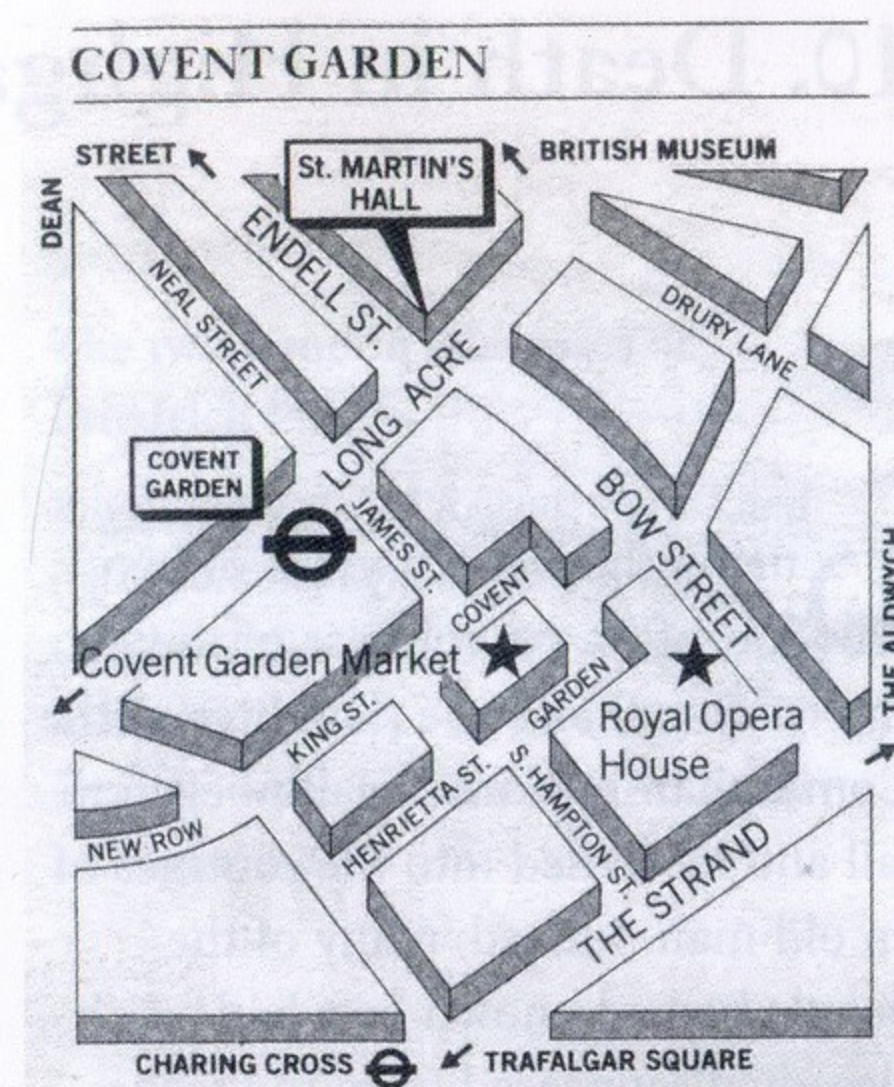 COVENT GARDEN
STREET
BRITISH MUSEUM
DEAN
St. MARTIN'S
HALL
ENDELL ST.
NEAL STREET
DRURY LANE
LONG ACRE
COVENT
GARDEN
JAMES ST.
BOW STREET
COVENT
GARDEN
THE ALDWYCH
Covent Garden Market
KING ST.
Royal Opera
House
HENRIETTA ST.
S. HAMPTON ST.
NEW ROW
THE STRAND
CHARING CROSS
TRAFALGAR SQUARE